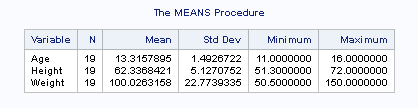 The MEANS Procedure
Variable N Mean Std Dev Minimum Maximum
Age 19 13.3157895 1.4926722 11.0000000 16.0000000
Height 19 62.3368421 5.1270752 51.3000000 72.0000000
Weight 19 100.0263158 22.7739335 50.5000000 150.0000000